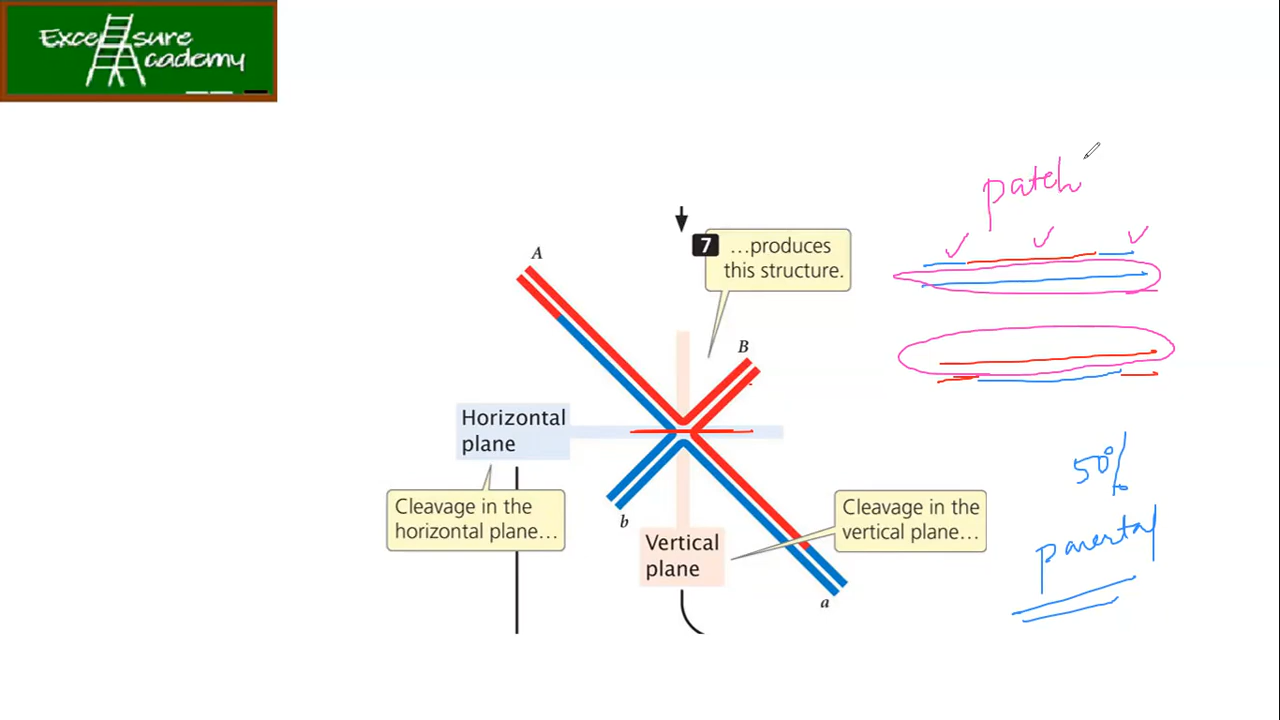 Excel sure
Academy
patch
A
7 ...produces
this structure.
B
Horizontal
plane
Cleavage in the
horizontal plane...
b
Vertical
plane
Cleavage in the
vertical plane...
a
50%
parental